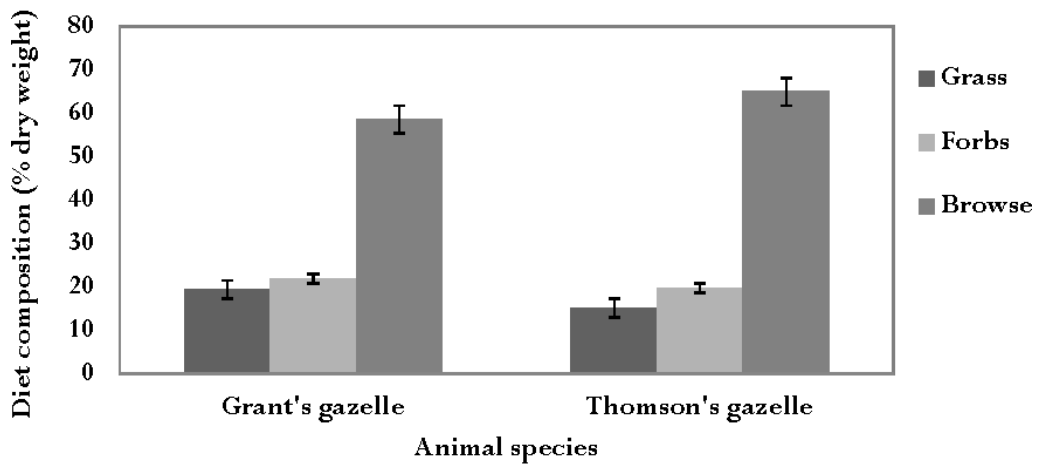 Diet composition (% dry weight)
80
70
60
50
40
30
20
10
0
Grass
Forbs
Browse
Grant's gazelle
Thomson's gazelle
Animal species